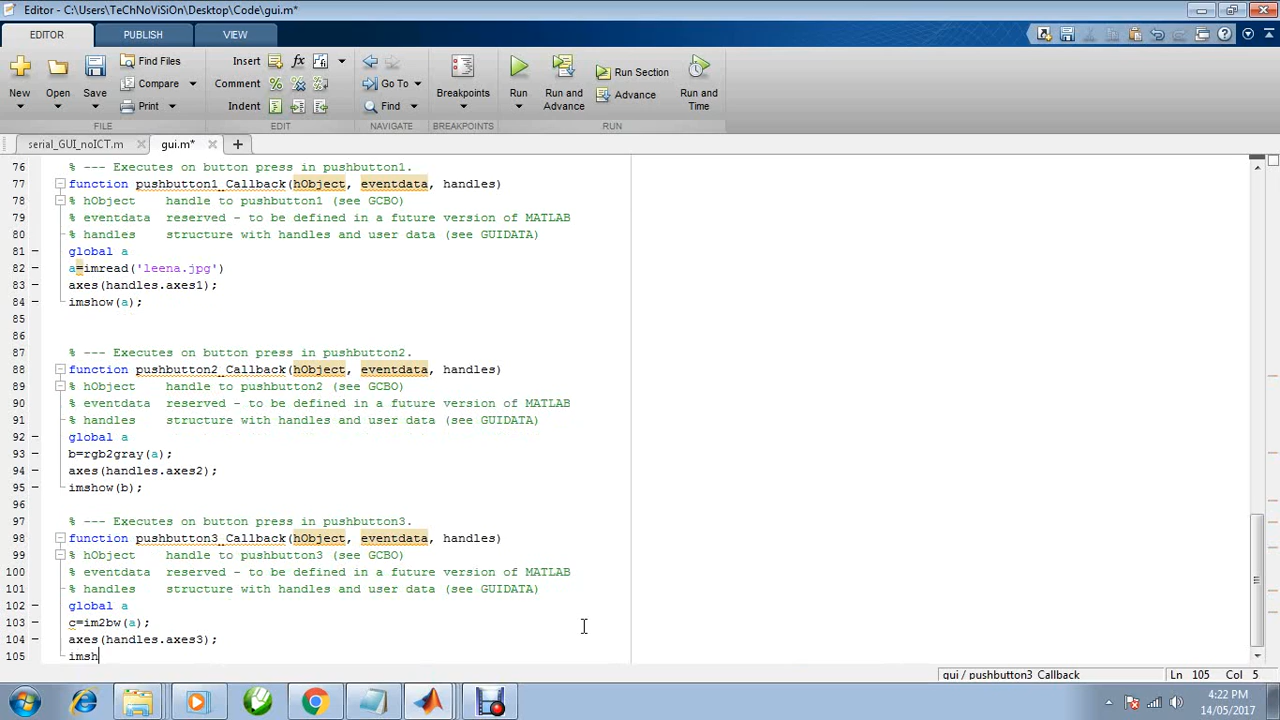 Editor - C:\Users\TeChNoViSiOn\Desktop\Code\gui.m*
EDITOR PUBLISH VIEW
New Open Save Find Files Compare Print
Insert Comment Indent
Go To Find
Breakpoints
Run Run and Advance Run Section Advance Run and Time
FILE EDIT NAVIGATE BREAKPOINTS RUN
serial_GUI_noICT.m gui.m*
76 % --- Executes on button press in pushbutton1.
77 function pushbutton1_Callback(hObject, eventdata, handles)
78 % hObject    handle to pushbutton1 (see GCBO)
79 % eventdata  reserved - to be defined in a future version of MATLAB
80 % handles    structure with handles and user data (see GUIDATA)
81 global a
82 a=imread('leena.jpg')
83 axes(handles.axes1);
84 imshow(a);
85
86
87 % --- Executes on button press in pushbutton2.
88 function pushbutton2_Callback(hObject, eventdata, handles)
89 % hObject    handle to pushbutton2 (see GCBO)
90 % eventdata  reserved - to be defined in a future version of MATLAB
91 % handles    structure with handles and user data (see GUIDATA)
92 global a
93 b=rgb2gray(a);
94 axes(handles.axes2);
95 imshow(b);
96
97 % --- Executes on button press in pushbutton3.
98 function pushbutton3_Callback(hObject, eventdata, handles)
99 % hObject    handle to pushbutton3 (see GCBO)
100 % eventdata  reserved - to be defined in a future version of MATLAB
101 % handles    structure with handles and user data (see GUIDATA)
102 global a
103 c=im2bw(a);
104 axes(handles.axes3);
105 imsh
gui / pushbutton3_Callback Ln 105 Col 5
4:22 PM
14/05/2017